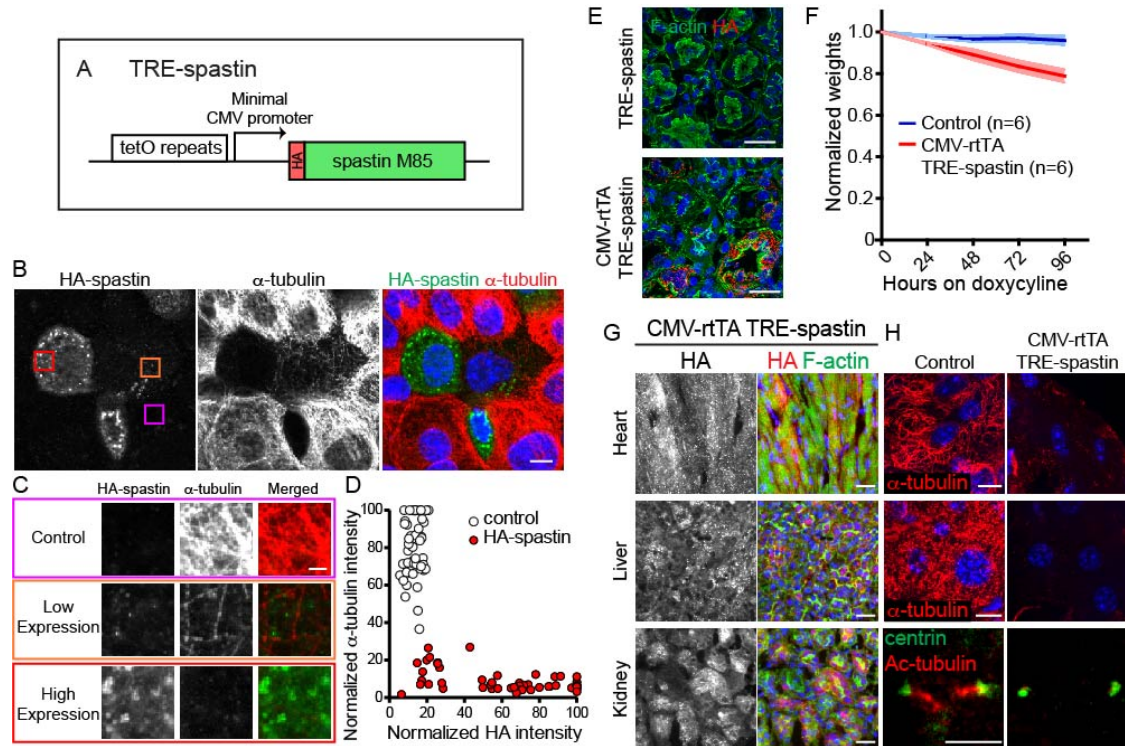 A TRE-spastin
Minimal
CMV promoter
tetO repeats
HA
spastin M85
B
HA-spastin
α-tubulin
HA-spastin α-tubulin
C
HA-spastin
α-tubulin
Merged
Control
Low
Expression
High
Expression
D
Normalized α-tubulin intensity
100
80
60
40
20
0
0
20
40
60
80
100
Normalized HA intensity
control
HA-spastin
E
F-actin HA
TRE-spastin
CMV-rtTA
TRE-spastin
F
Normalized weights
1.0
0.8
0.6
0.4
0.2
0
0
24
48
72
96
Hours on doxycyline
Control (n=6)
CMV-rtTA
TRE-spastin (n=6)
G
CMV-rtTA TRE-spastin
HA
HA F-actin
Heart
Liver
Kidney
H
Control
CMV-rtTA
TRE-spastin
α-tubulin
α-tubulin
centrin
Ac-tubulin